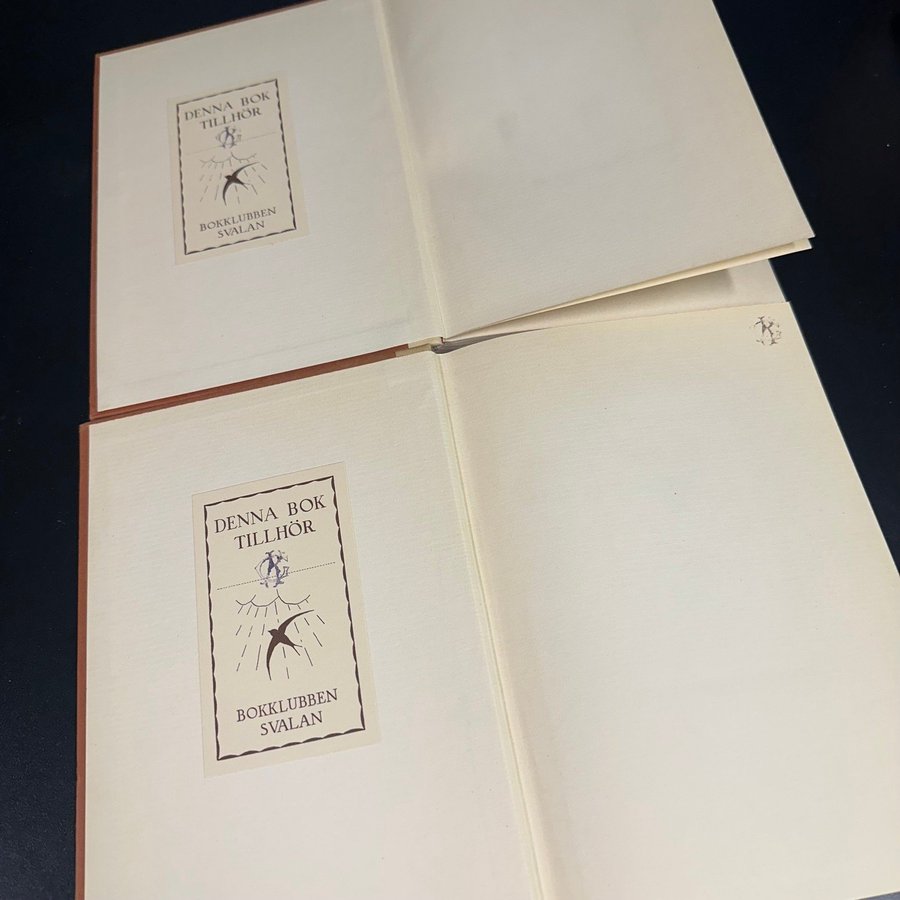 DENNA BOK
TILLHÖR
BOKKLUBBEN
SVALAN
DENNA BOK
TILLHÖR
BOKKLUBBEN
SVALAN